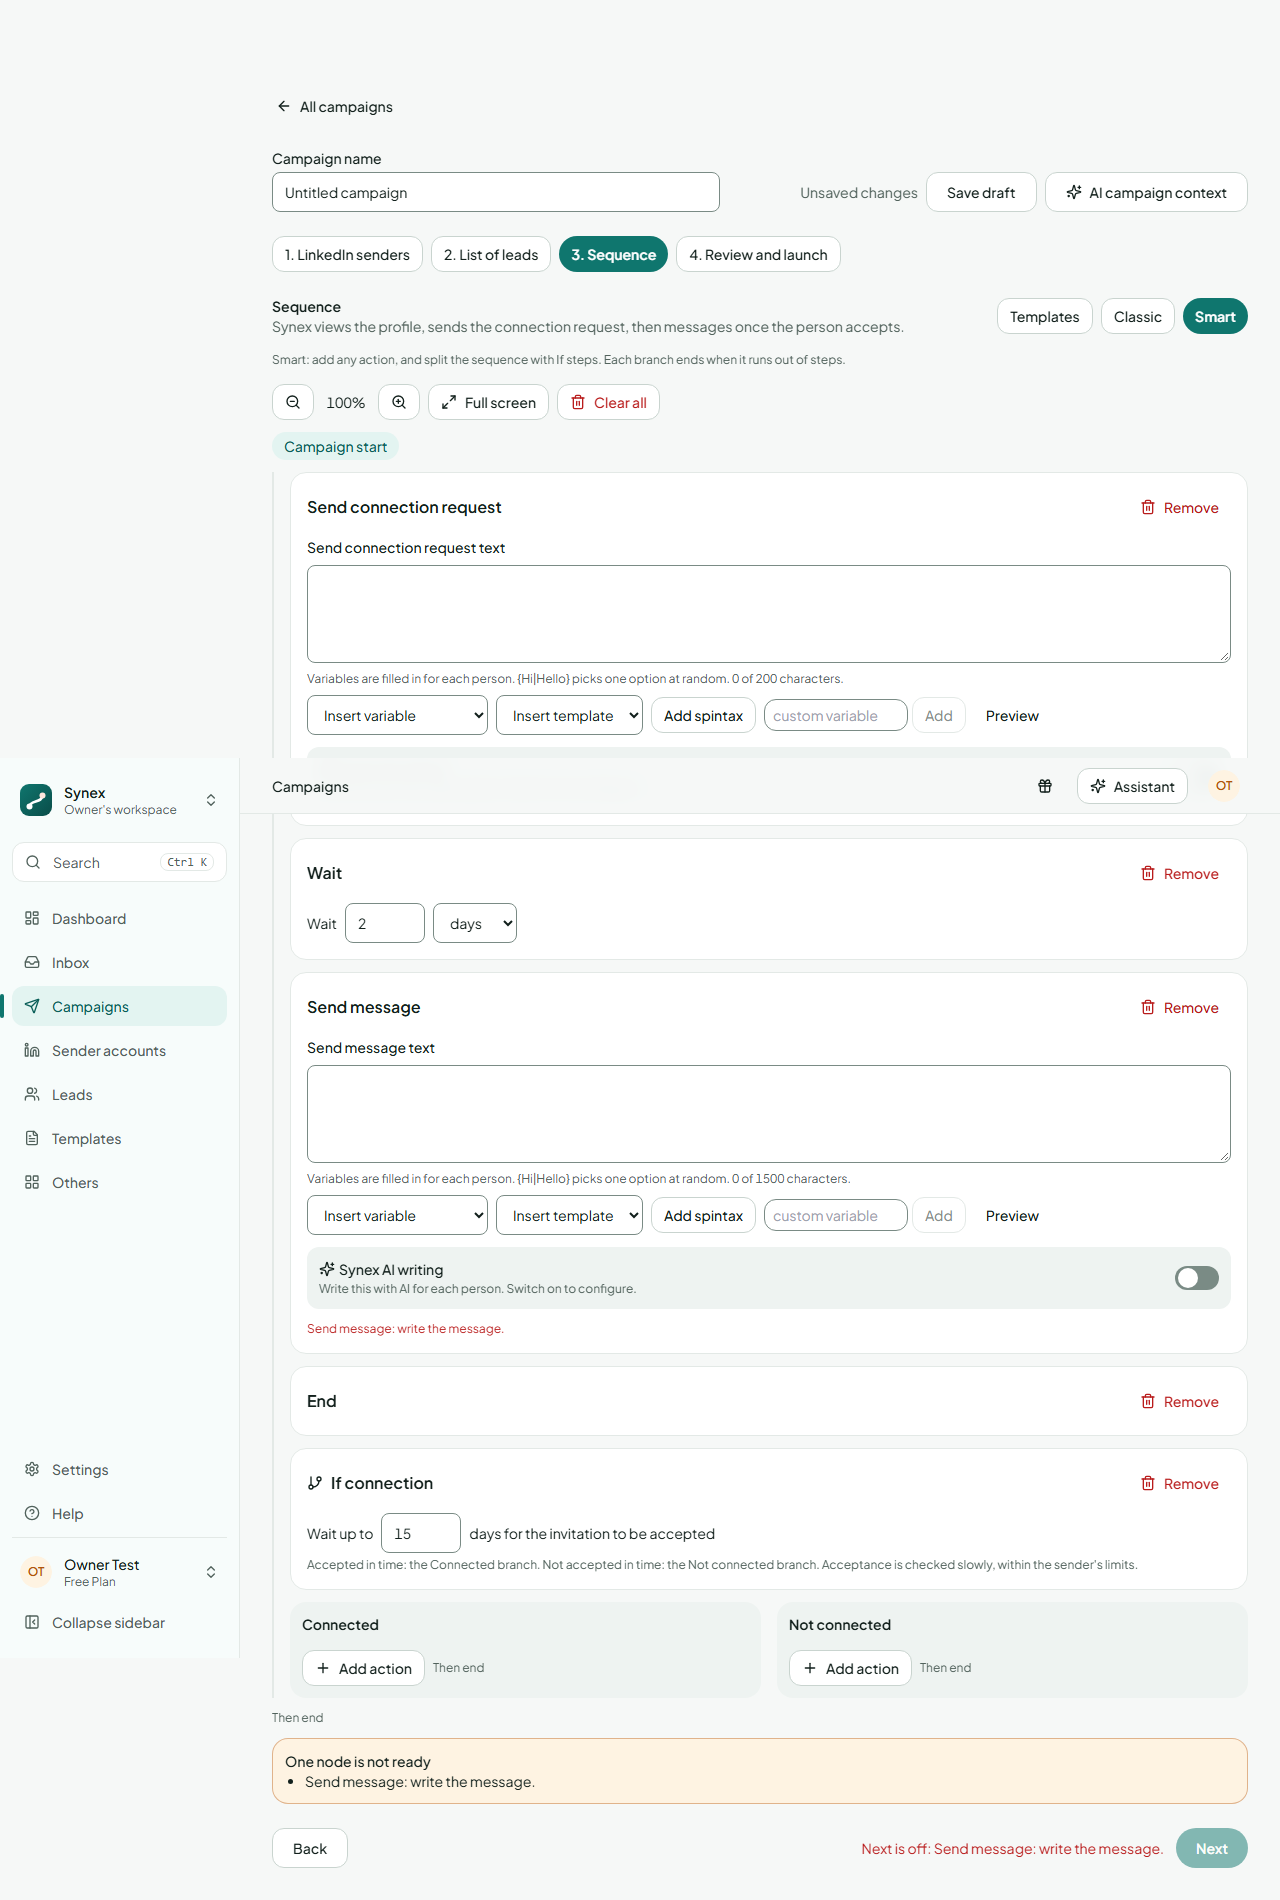 All campaigns
Campaign name
Untitled campaign
Unsaved changes
Save draft
AI campaign context
1. LinkedIn senders
2. List of leads
3. Sequence
4. Review and launch
Sequence
Synex views the profile, sends the connection request, then messages once the person accepts.
Templates
Classic
Smart
Smart: add any action, and split the sequence with If steps. Each branch ends when it runs out of steps.
100%
Full screen
Clear all
Campaign start
Send connection request
Remove
Send connection request text
Variables are filled in for each person. {Hi|Hello} picks one option at random. 0 of 200 characters.
Insert variable
Insert template
Add spintax
custom variable
Add
Preview
Synex
Owner's workspace
Campaigns
Assistant
OT
Search
Ctrl K
Dashboard
Inbox
Campaigns
Sender accounts
Leads
Templates
Others
Settings
Help
OT
Owner Test
Free Plan
Collapse sidebar
Wait
Remove
Wait
2
days
Send message
Remove
Send message text
Variables are filled in for each person. {Hi|Hello} picks one option at random. 0 of 1500 characters.
Insert variable
Insert template
Add spintax
custom variable
Add
Preview
Synex AI writing
Write this with AI for each person. Switch on to configure.
Send message: write the message.
End
Remove
If connection
Remove
Wait up to
15
days for the invitation to be accepted
Accepted in time: the Connected branch. Not accepted in time: the Not connected branch. Acceptance is checked slowly, within the sender's limits.
Connected
Add action
Then end
Not connected
Add action
Then end
Then end
One node is not ready
• Send message: write the message.
Back
Next is off: Send message: write the message.
Next